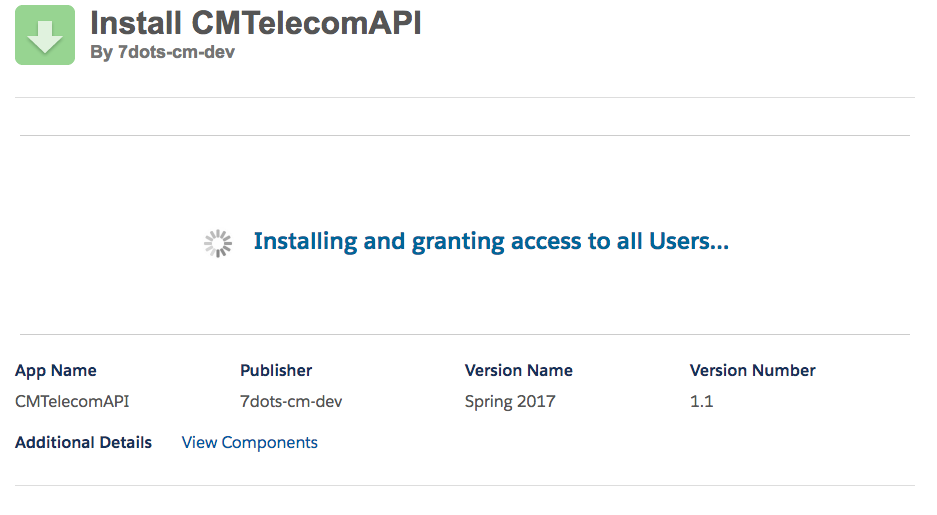 Install CMTelecomAPI
By 7dots-cm-dev
Installing and granting access to all Users...
App Name Publisher Version Name Version Number
CMTelecomAPI 7dots-cm-dev Spring 2017 1.1
Additional Details View Components